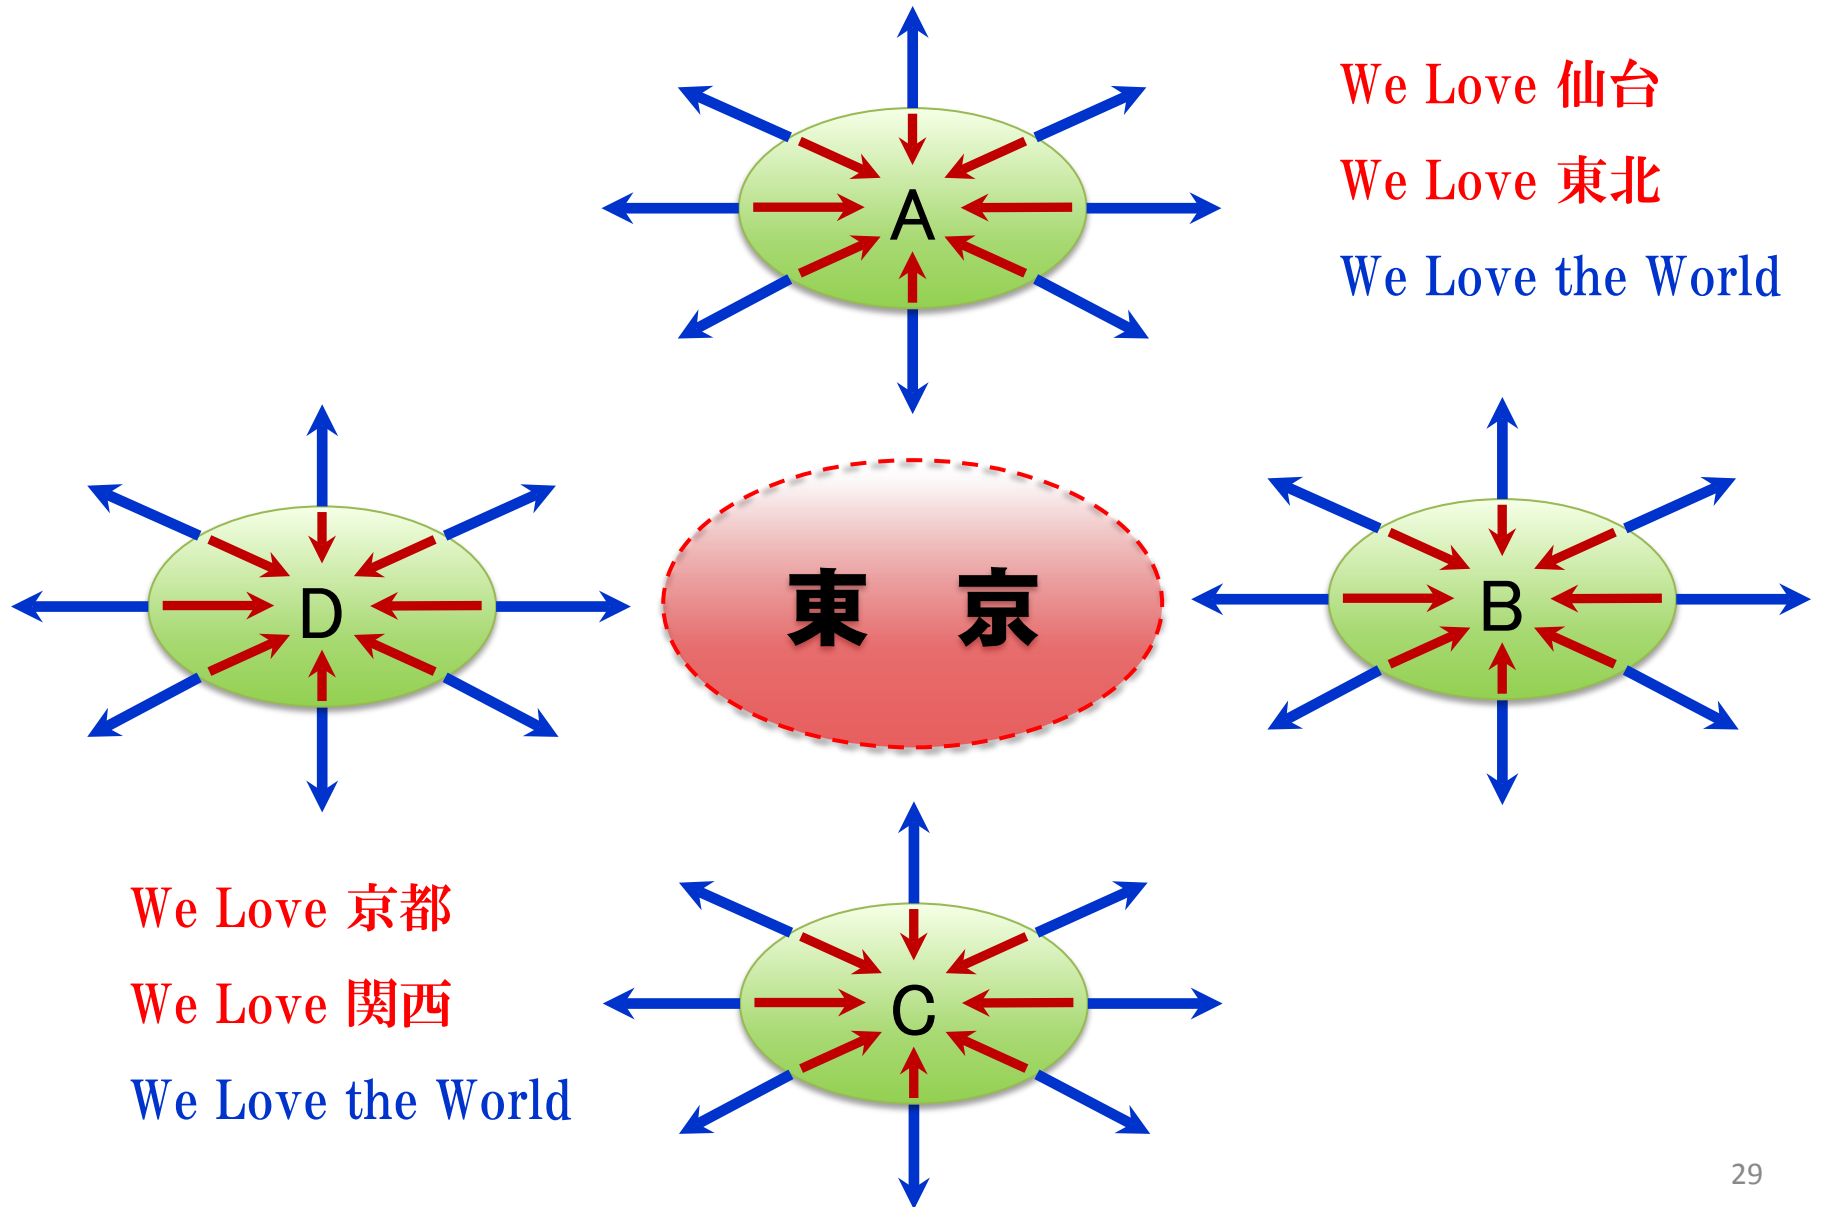 We Love 仙台
We Love 東北
We Love the World
A
D
東 京
B
We Love 京都
We Love 関西
We Love the World
C
29